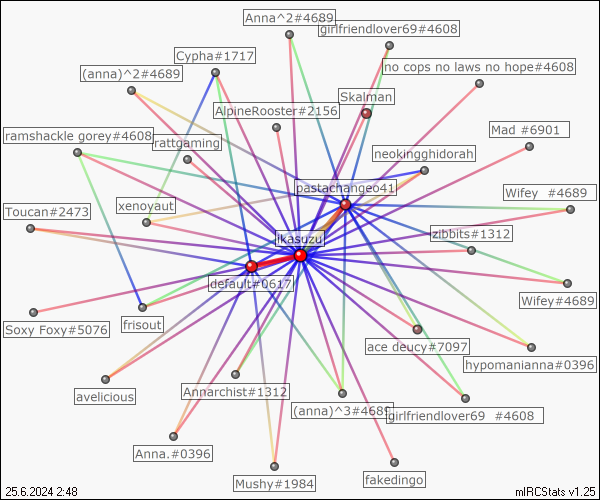 Anna^2#4689
girlfriendlover69#4608
Cypha#1717
no cops no laws no hope#4608
(anna)^2#4689
Skalman
AlpineRooster#2156
Mad #6901
ramshackle gorey#4608
rattgaming
neokingghidorah
pastachangeo41
Wifey #4689
xenoyaut
Toucan#2473
zibbits#1312
ikasuzu
default#0617
Wifey#4689
Soxy Foxy#5076
frisout
ace deucy#7097
hypomanianna#0396
avelicious
Annarchist#1312
(anna)^3#4689
girlfriendlover69 #4608
Anna.#0396
Mushy#1984
fakedingo
25.6.2024 2:48
mIRCStats v1.25